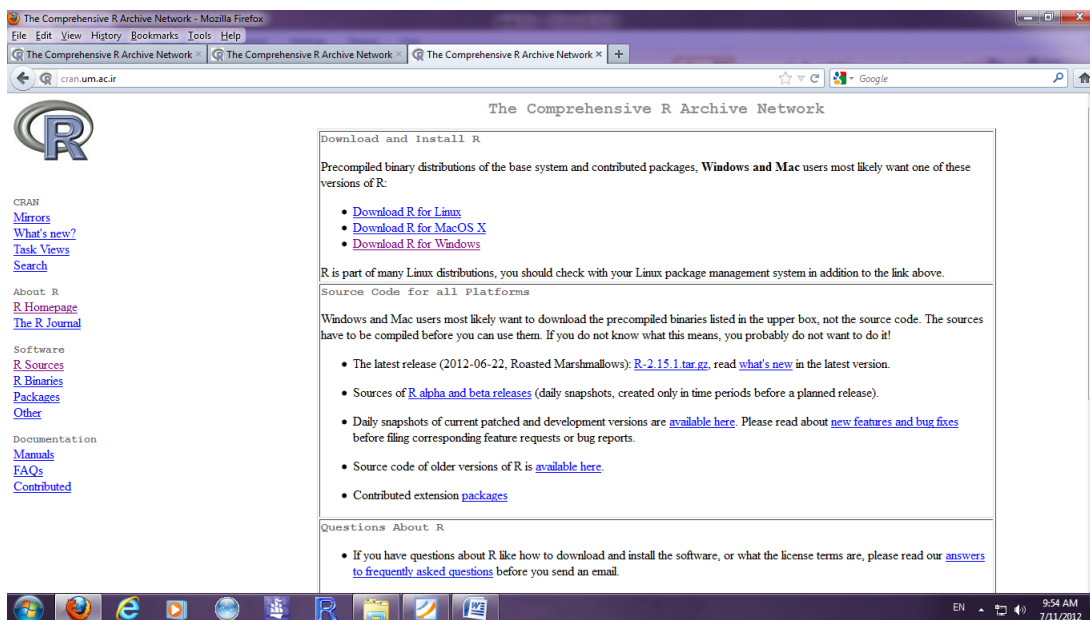 The Comprehensive R Archive Network - Mozilla Firefox
File Edit View History Bookmarks Tools Help
The Comprehensive R Archive Network × The Comprehensive R Archive Network × The Comprehensive R Archive Network × +
cran.um.ac.ir Google
R
CRAN
Mirrors
What's new?
Task Views
Search
About R
R Homepage
The R Journal
Software
R Sources
R Binaries
Packages
Other
Documentation
Manuals
FAQs
Contributed
The Comprehensive R Archive Network
Download and Install R
Precompiled binary distributions of the base system and contributed packages, Windows and Mac users most likely want one of these
versions of R:
• Download R for Linux
• Download R for MacOS X
• Download R for Windows
R is part of many Linux distributions, you should check with your Linux package management system in addition to the link above.
Source Code for all Platforms
Windows and Mac users most likely want to download the precompiled binaries listed in the upper box, not the source code. The sources
have to be compiled before you can use them. If you do not know what this means, you probably do not want to do it!
• The latest release (2012-06-22, Roasted Marshmallows): R-2.15.1.tar.gz, read what's new in the latest version.
• Sources of R alpha and beta releases (daily snapshots, created only in time periods before a planned release).
• Daily snapshots of current patched and development versions are available here. Please read about new features and bug fixes
before filing corresponding feature requests or bug reports.
• Source code of older versions of R is available here.
• Contributed extension packages
Questions About R
• If you have questions about R like how to download and install the software, or what the license terms are, please read our answers
to frequently asked questions before you send an email.
EN 9:54 AM
7/11/2012